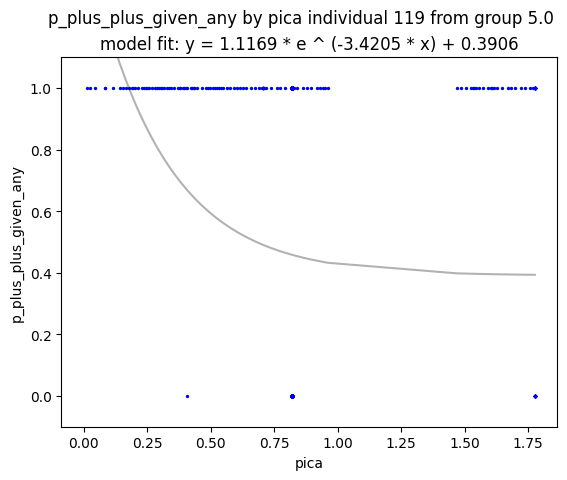 p_plus_plus_given_any by pica individual 119 from group 5.0
model fit: y = 1.1169 * e ^ (-3.4205 * x) + 0.3906
1.0
0.8
0.6
0.4
0.2
0.0
p_plus_plus_given_any
0.00 0.25 0.50 0.75 1.00 1.25 1.50 1.75
pica